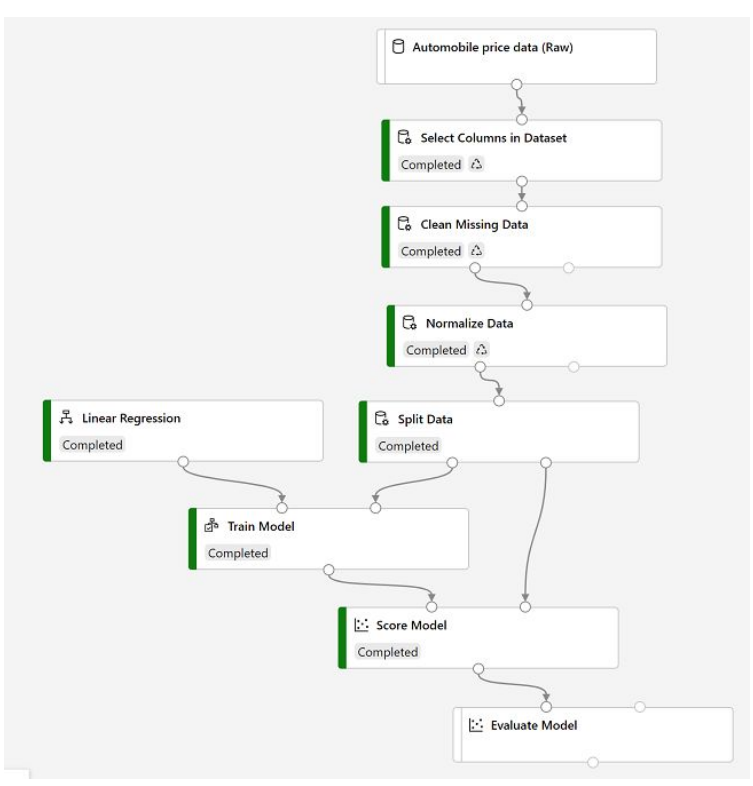 Automobile price data (Raw)
Select Columns in Dataset
Completed
Clean Missing Data
Completed
Normalize Data
Completed
Linear Regression
Completed
Split Data
Completed
Train Model
Completed
Score Model
Completed
Evaluate Model